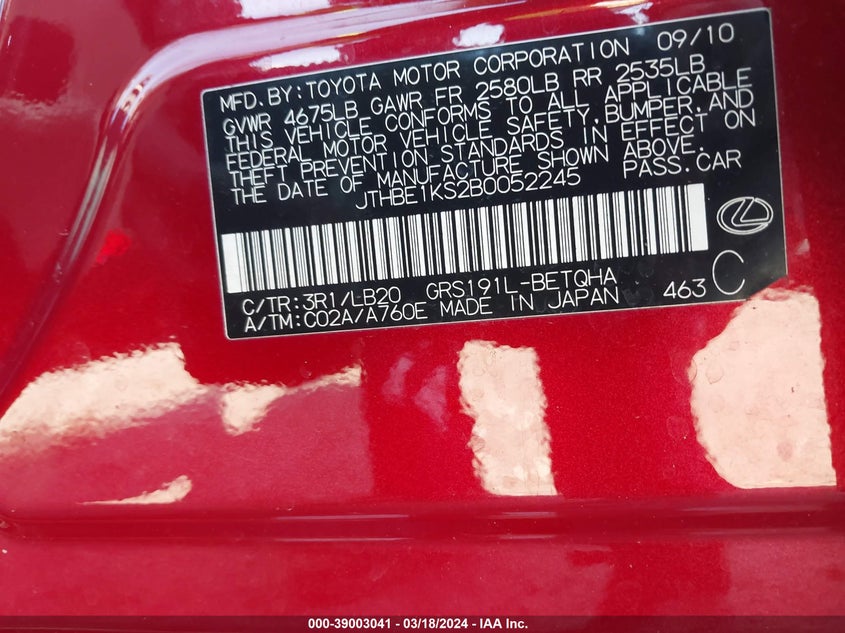 MFD.BY:TOYOTA MOTOR CORPORATION 09/10
GVWR 4675LB GAWR FR 2580LB RR 2535LB
THIS VEHICLE CONFORMS TO ALL APPLICABLE
FEDERAL MOTOR VEHICLE SAFETY,BUMPER,AND
THEFT PREVENTION STANDARDS IN EFFECT ON
THE DATE OF MANUFACTURE SHOWN ABOVE.
JTHBE1KS2B0052245 PASS.CAR
C/TR:3R1/LB20 GRS191L-BETQHA
A/TM:C02A/A760E MADE IN JAPAN 463 C
000-39003041 - 03/18/2024 - IAA Inc.